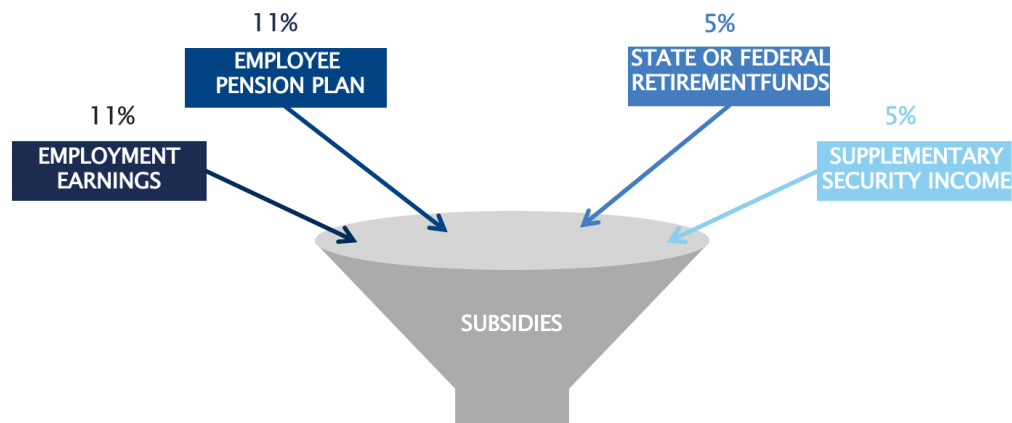 11%
EMPLOYEE
PENSION PLAN
5%
STATE OR FEDERAL
RETIREMENTFUNDS
11%
EMPLOYMENT
EARNINGS
5%
SUPPLEMENTARY
SECURITY INCOME
SUBSIDIES